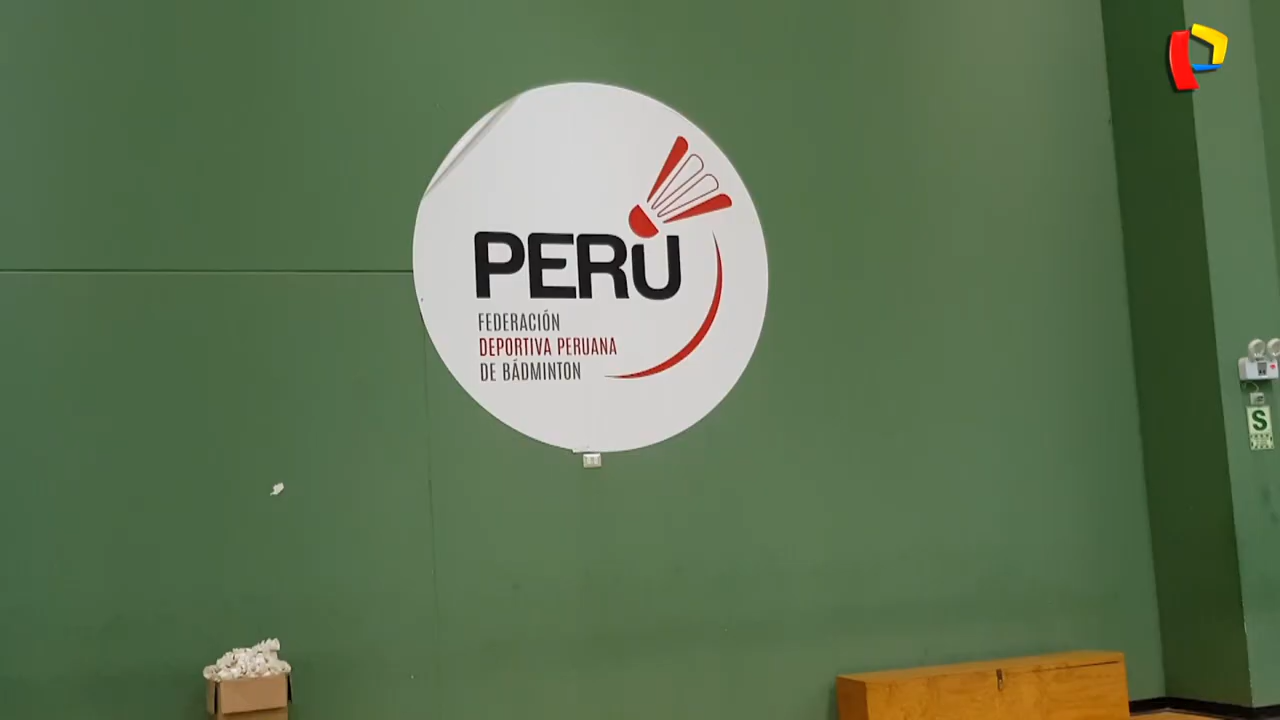 PERÚ
FEDERACIÓN
DEPORTIVA PERUANA
DE BÁDMINTON
S